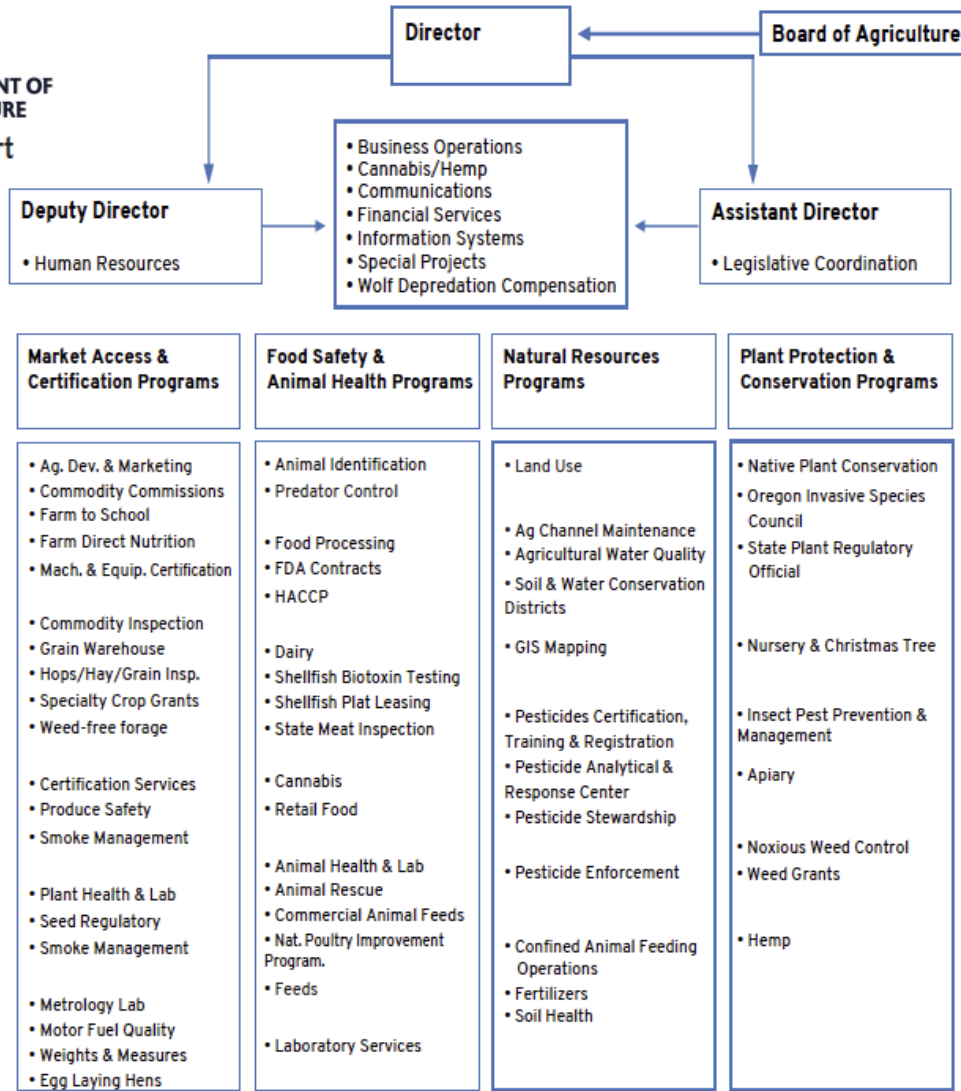 Director
Board of Agriculture
NT OF
URE
rt
• Business Operations
• Cannabis/Hemp
• Communications
• Financial Services
• Information Systems
• Special Projects
• Wolf Depredation Compensation
Deputy Director
• Human Resources
Assistant Director
• Legislative Coordination
Market Access &
Certification Programs
• Ag. Dev. & Marketing
• Commodity Commissions
• Farm to School
• Farm Direct Nutrition
• Mach. & Equip. Certification
• Commodity Inspection
• Grain Warehouse
• Hops/Hay/Grain Insp.
• Specialty Crop Grants
• Weed-free forage
• Certification Services
• Produce Safety
• Smoke Management
• Plant Health & Lab
• Seed Regulatory
• Smoke Management
• Metrology Lab
• Motor Fuel Quality
• Weights & Measures
• Egg Laying Hens
Food Safety &
Animal Health Programs
• Animal Identification
• Predator Control
• Food Processing
• FDA Contracts
• HACCP
• Dairy
• Shellfish Biotoxin Testing
• Shellfish Plat Leasing
• State Meat Inspection
• Cannabis
• Retail Food
• Animal Health & Lab
• Animal Rescue
• Commercial Animal Feeds
• Nat. Poultry Improvement
Program.
• Feeds
• Laboratory Services
Natural Resources
Programs
• Land Use
• Ag Channel Maintenance
• Agricultural Water Quality
• Soil & Water Conservation
Districts
• GIS Mapping
• Pesticides Certification,
Training & Registration
• Pesticide Analytical &
Response Center
• Pesticide Stewardship
• Pesticide Enforcement
• Confined Animal Feeding
Operations
• Fertilizers
• Soil Health
Plant Protection &
Conservation Programs
• Native Plant Conservation
• Oregon Invasive Species
Council
• State Plant Regulatory
Official
• Nursery & Christmas Tree
• Insect Pest Prevention &
Management
• Apiary
• Noxious Weed Control
• Weed Grants
• Hemp